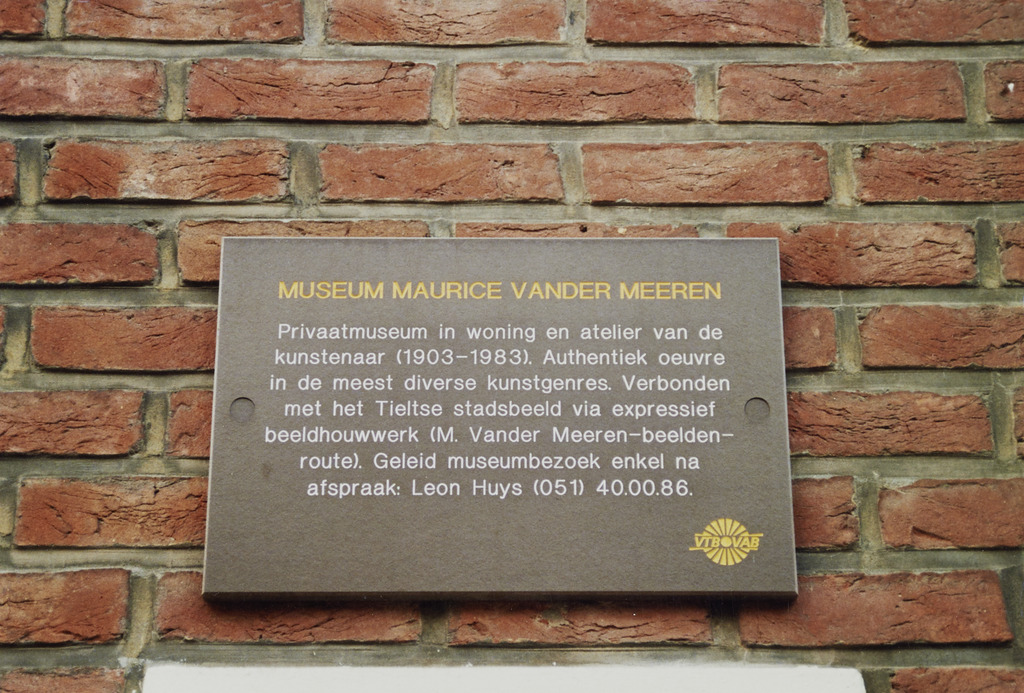 MUSEUM MAURICE VANDER MEEREN
Privaatmuseum in woning en atelier van de
kunstenaar (1903-1983). Authentiek oeuvre
in de meest diverse kunstgenres. Verbonden
met het Tieltse stadsbeeld via expressief
beeldhouwwerk (M. Vander Meeren-beelden-
route). Geleid museumbezoek enkel na
afspraak: Leon Huys (051) 40.00.86.
VTB VAB